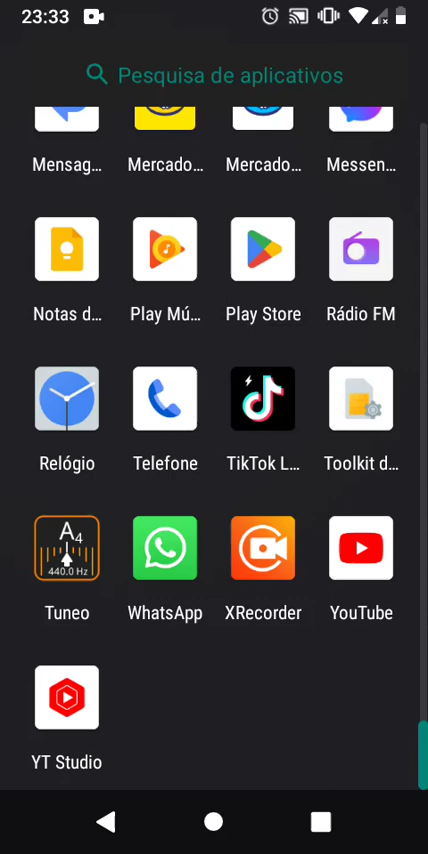 23:33
Pesquisa de aplicativos
Mensag...
Mercado...
Mercado...
Messen...
Notas d...
Play Mú...
Play Store
Rádio FM
Relógio
Telefone
TikTok L...
Toolkit d...
A4
440.0 Hz
Tuneo
WhatsApp
XRecorder
YouTube
YT Studio